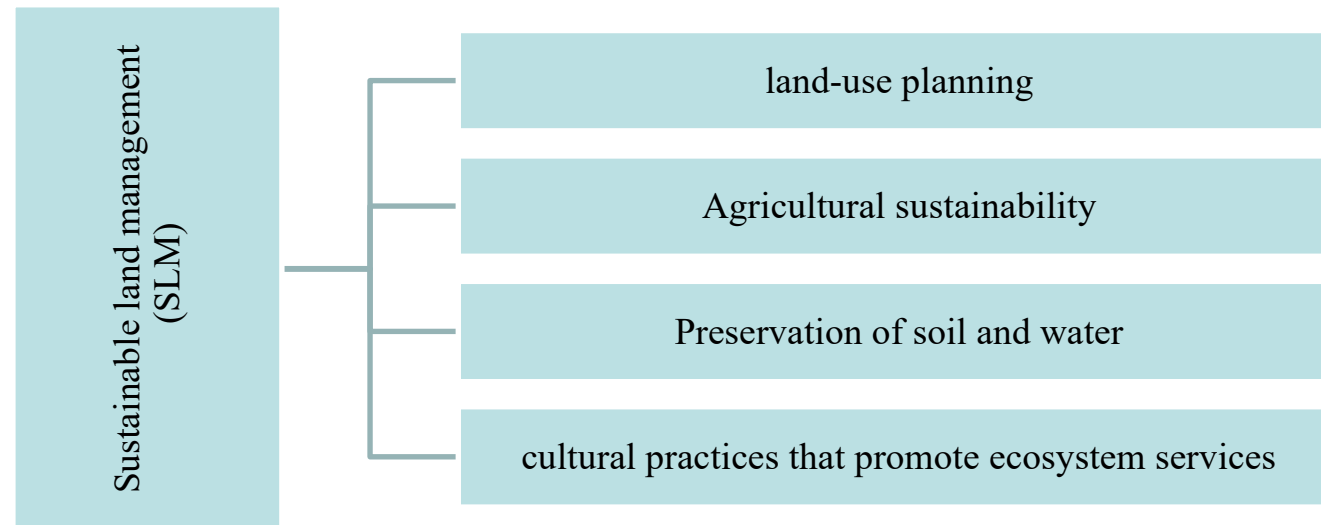 Sustainable land management
(SLM)
land-use planning
Agricultural sustainability
Preservation of soil and water
cultural practices that promote ecosystem services